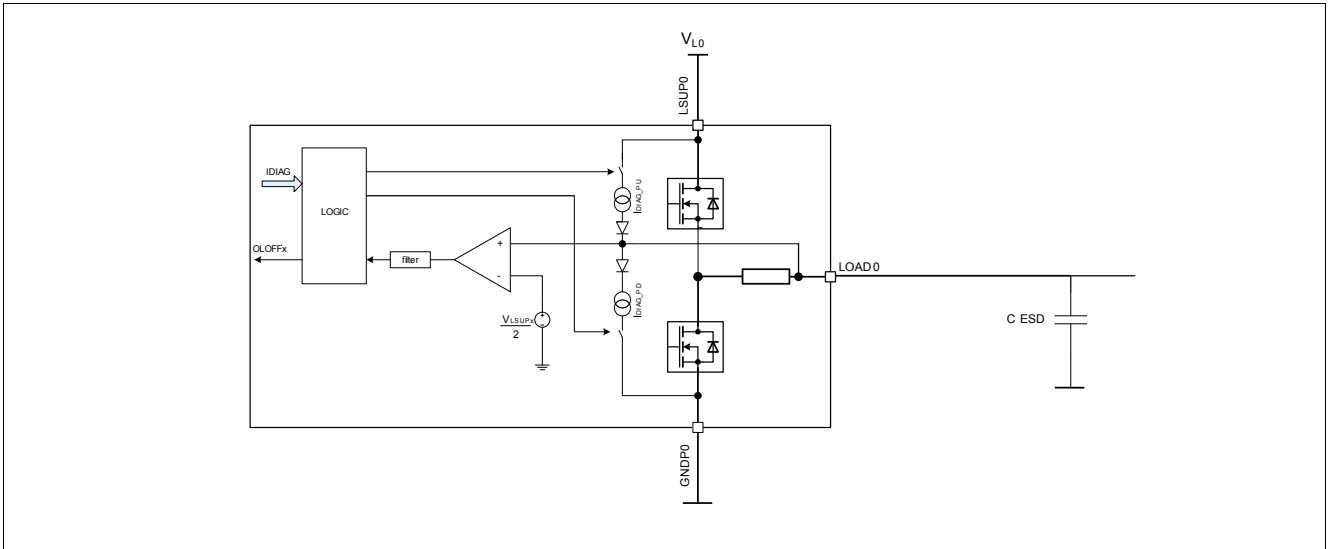 VL0
LSUP0
IDIAG
LOGIC
IDIAG_PU
OLOFFx
filter
+
-
LOAD0
IDIAG_PD
VLSUPx
2
+
-
C ESD
GNDP0